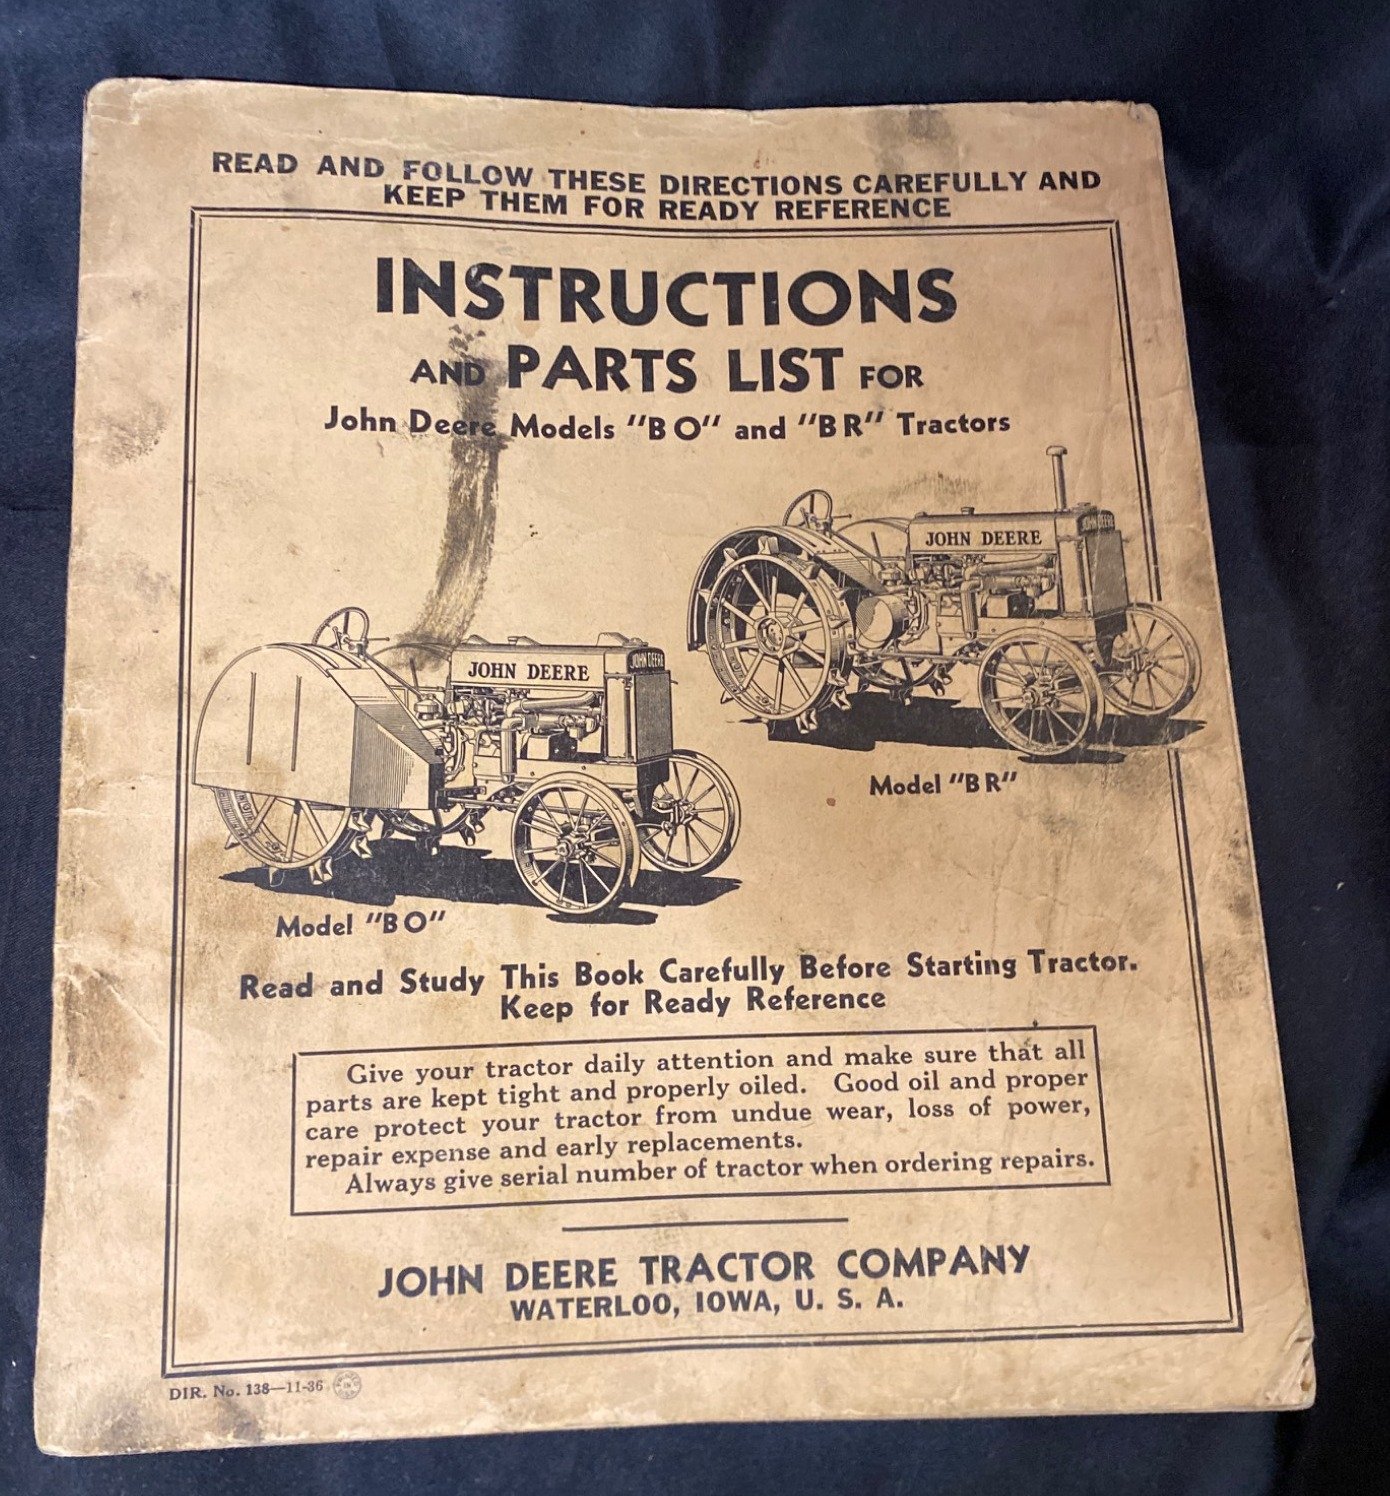 READ AND FOLLOW THESE DIRECTIONS CAREFULLY AND
KEEP THEM FOR READY REFERENCE
INSTRUCTIONS
AND PARTS LIST FOR
John Deere Models "BO" and "BR" Tractors
JOHN DEERE
JOHN DEERE
Model "BR"
JOHN DEERE
JOHN DEERE
Model "BO"
Read and Study This Book Carefully Before Starting Tractor.
Keep for Ready Reference
Give your tractor daily attention and make sure that all
parts are kept tight and properly oiled. Good oil and proper
care protect your tractor from undue wear, loss of power,
repair expense and early replacements.
Always give serial number of tractor when ordering repairs.
JOHN DEERE TRACTOR COMPANY
WATERLOO, IOWA, U. S. A.
DIR. No. 138—11-36